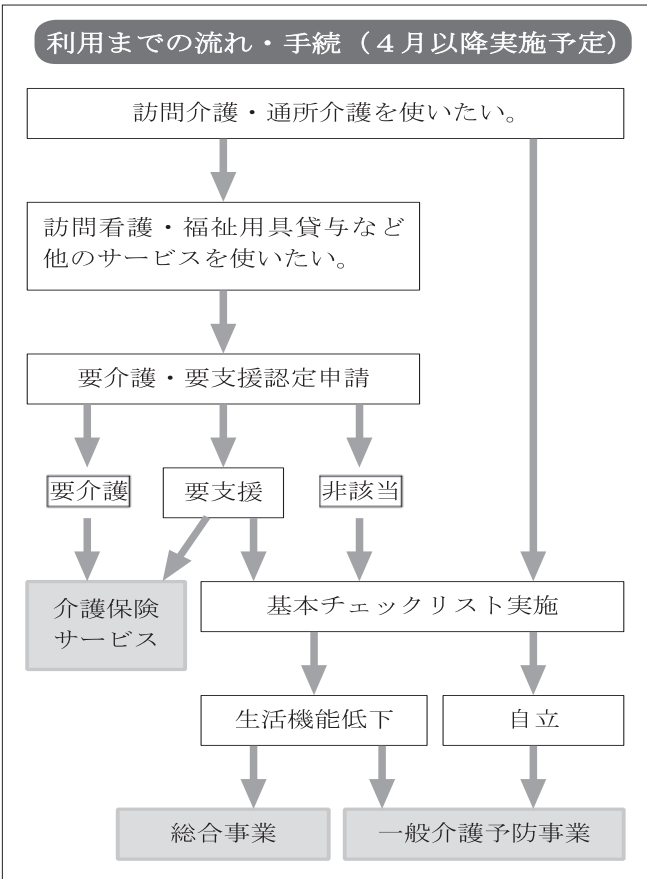 利用までの流れ・手続（４月以降実施予定）
訪問介護・通所介護を使いたい。
訪問看護・福祉用具貸与など
他のサービスを使いたい。
要介護・要支援認定申請
要介護
要支援
非該当
介護保険
サービス
基本チェックリスト実施
生活機能低下
自立
総合事業
一般介護予防事業